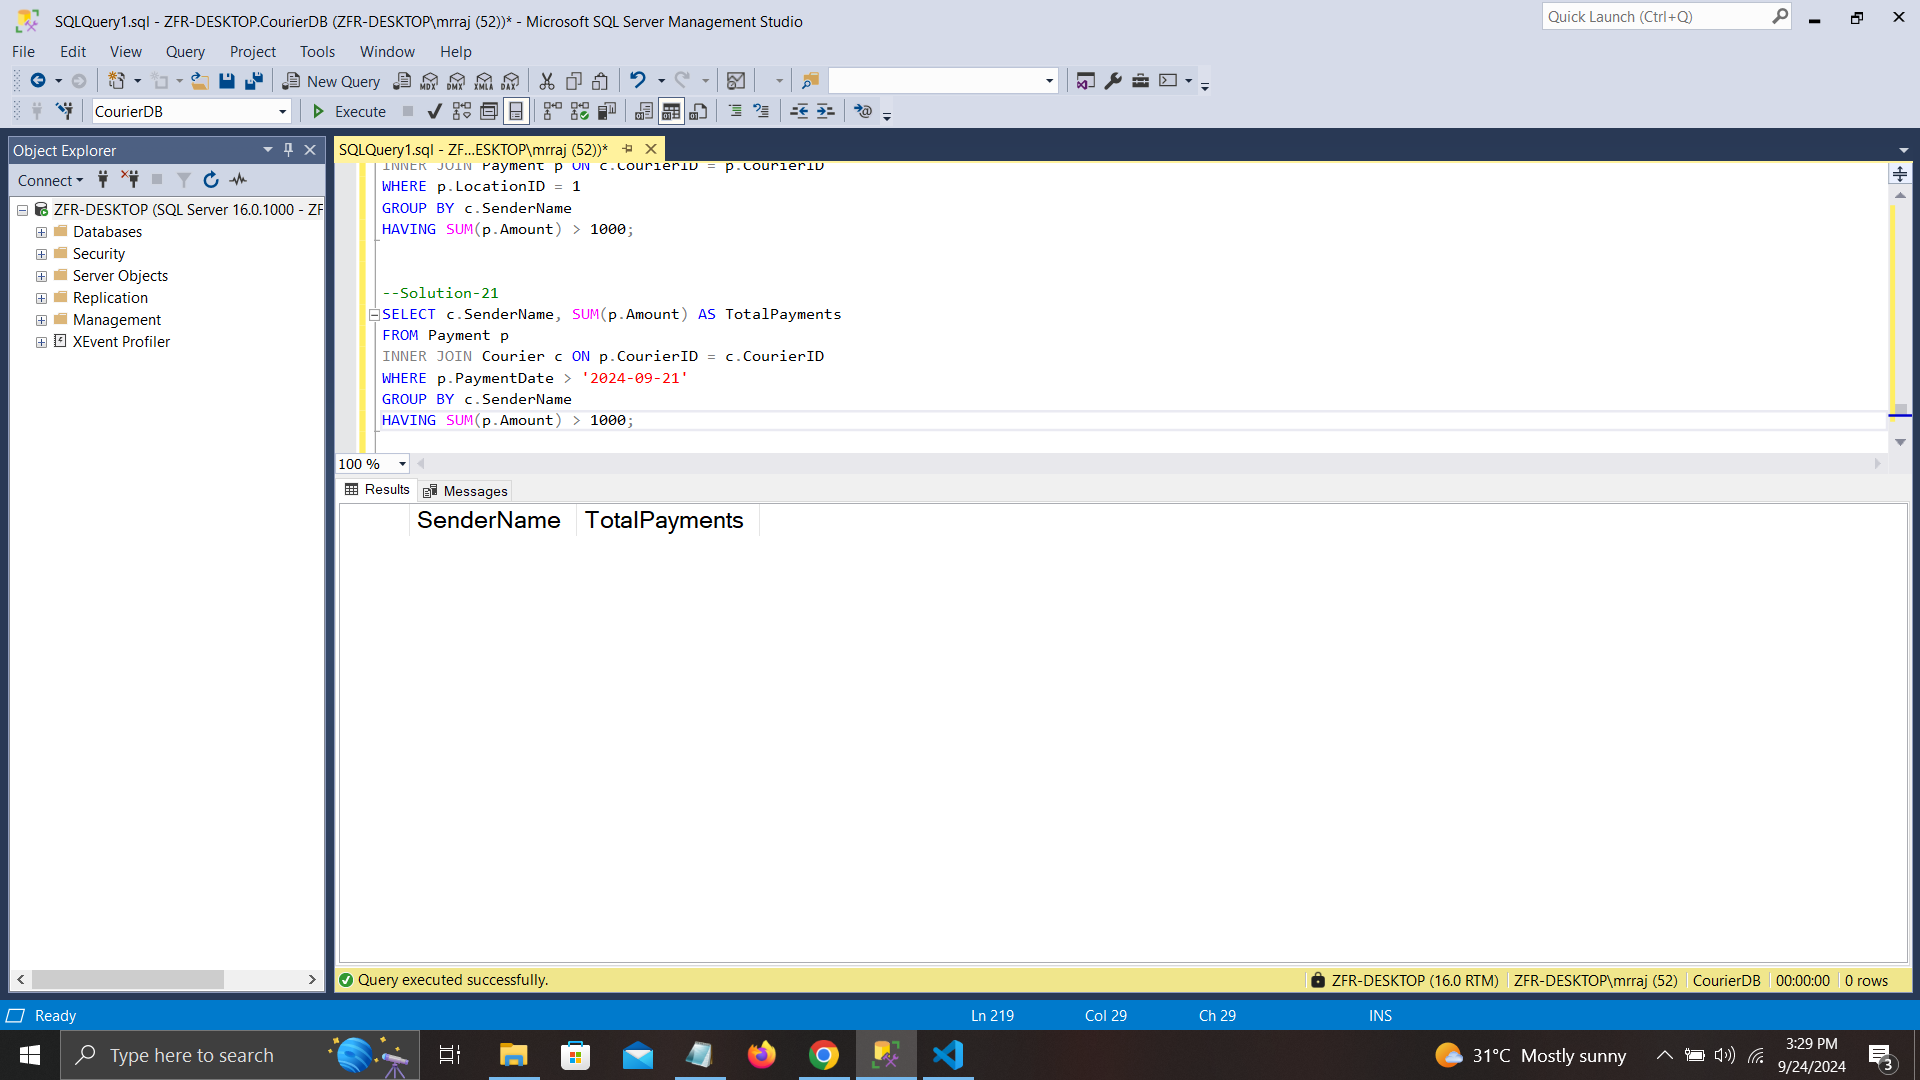 SQLQuery1.sql - ZFR-DESKTOP.CourierDB (ZFR-DESKTOP\mrraj (52))* - Microsoft SQL Server Management Studio
Quick Launch (Ctrl+Q)
File Edit View Query Project Tools Window Help
New Query MDX DMX XMLA DAX
CourierDB Execute
Object Explorer
SQLQuery1.sql - ZF...ESKTOP\mrraj (52))*
Connect
ZFR-DESKTOP (SQL Server 16.0.1000 - ZF
Databases
Security
Server Objects
Replication
Management
XEvent Profiler
INNER JOIN Payment p ON c.CourierID = p.CourierID
WHERE p.LocationID = 1
GROUP BY c.SenderName
HAVING SUM(p.Amount) > 1000;
--Solution-21
SELECT c.SenderName, SUM(p.Amount) AS TotalPayments
FROM Payment p
INNER JOIN Courier c ON p.CourierID = c.CourierID
WHERE p.PaymentDate > '2024-09-21'
GROUP BY c.SenderName
HAVING SUM(p.Amount) > 1000;
100 %
Results Messages
SenderName TotalPayments
Query executed successfully.
ZFR-DESKTOP (16.0 RTM) ZFR-DESKTOP\mrraj (52) CourierDB 00:00:00 0 rows
Ready Ln 219 Col 29 Ch 29 INS
Type here to search
31°C Mostly sunny
3:29 PM
9/24/2024
3